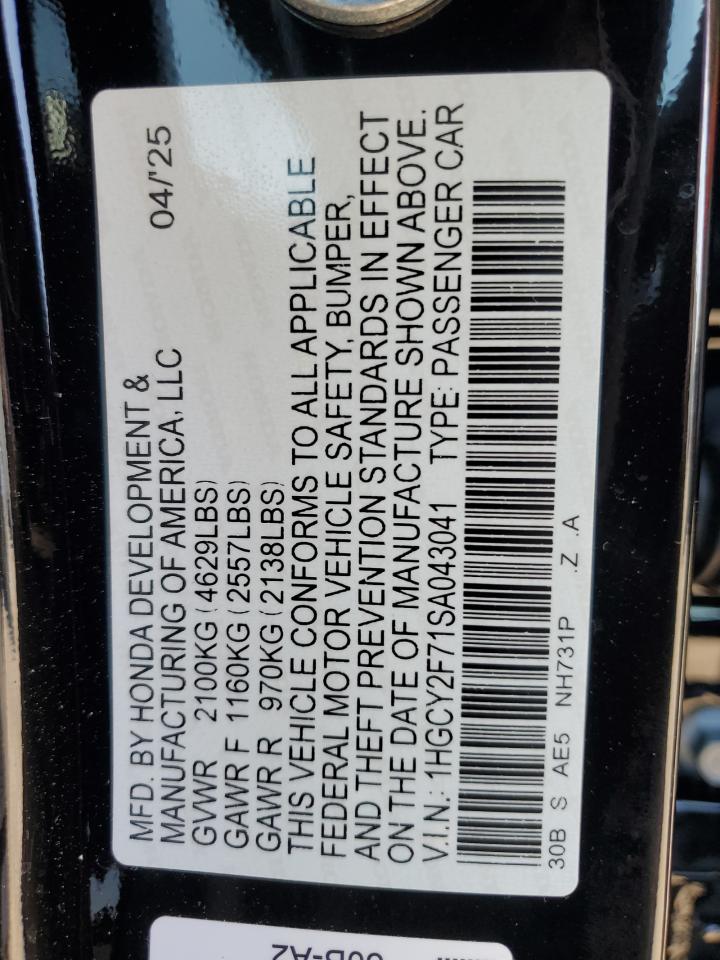 MFD. BY HONDA DEVELOPMENT &
MANUFACTURING OF AMERICA, LLC 04/'25
GVWR 2100KG (4629LBS)
GAWR F 1160KG (2557LBS)
GAWR R 970KG (2138LBS)
THIS VEHICLE CONFORMS TO ALL APPLICABLE
FEDERAL MOTOR VEHICLE SAFETY, BUMPER,
AND THEFT PREVENTION STANDARDS IN EFFECT
ON THE DATE OF MANUFACTURE SHOWN ABOVE.
V.I.N.: 1HGCY2F71SA043041 TYPE: PASSENGER CAR
30B S AE5 NH731P .Z .A